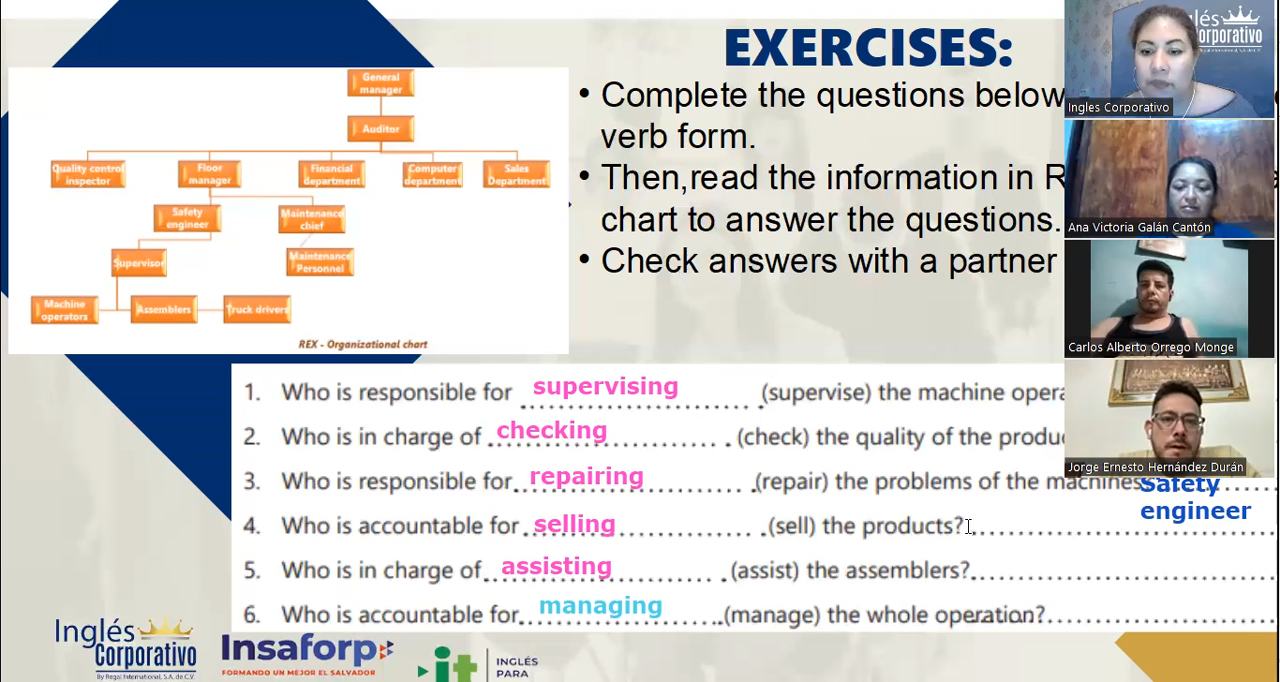 EXERCISES:
• Complete the questions below
verb form.
• Then,read the information in R
chart to answer the questions.
• Check answers with a partner
General
manager
Auditor
Quality control
inspector
Floor
manager
Financial
department
Computer
department
Sales
Department
Safety
engineer
Maintenance
chief
Supervisor
Maintenance
Personnel
Machine
operators
Assemblers
Truck drivers
REX - Organizational chart
1. Who is responsible for supervising (supervise) the machine opera
2. Who is in charge of checking (check) the quality of the produ
3. Who is responsible for repairing (repair) the problems of the machines
Safety
engineer
4. Who is accountable for selling (sell) the products?
5. Who is in charge of assisting (assist) the assemblers?
6. Who is accountable for managing (manage) the whole operation?
Inglés
Corporativo
By Regal International, S.A. de C.V.
Insaforp
FORMANDO UN MEJOR EL SALVADOR
it
INGLÉS
PARA
glés
Corporativo
Ingles Corporativo
Ana Victoria Galán Cantón
Carlos Alberto Orrego Monge
Jorge Ernesto Hernández Durán